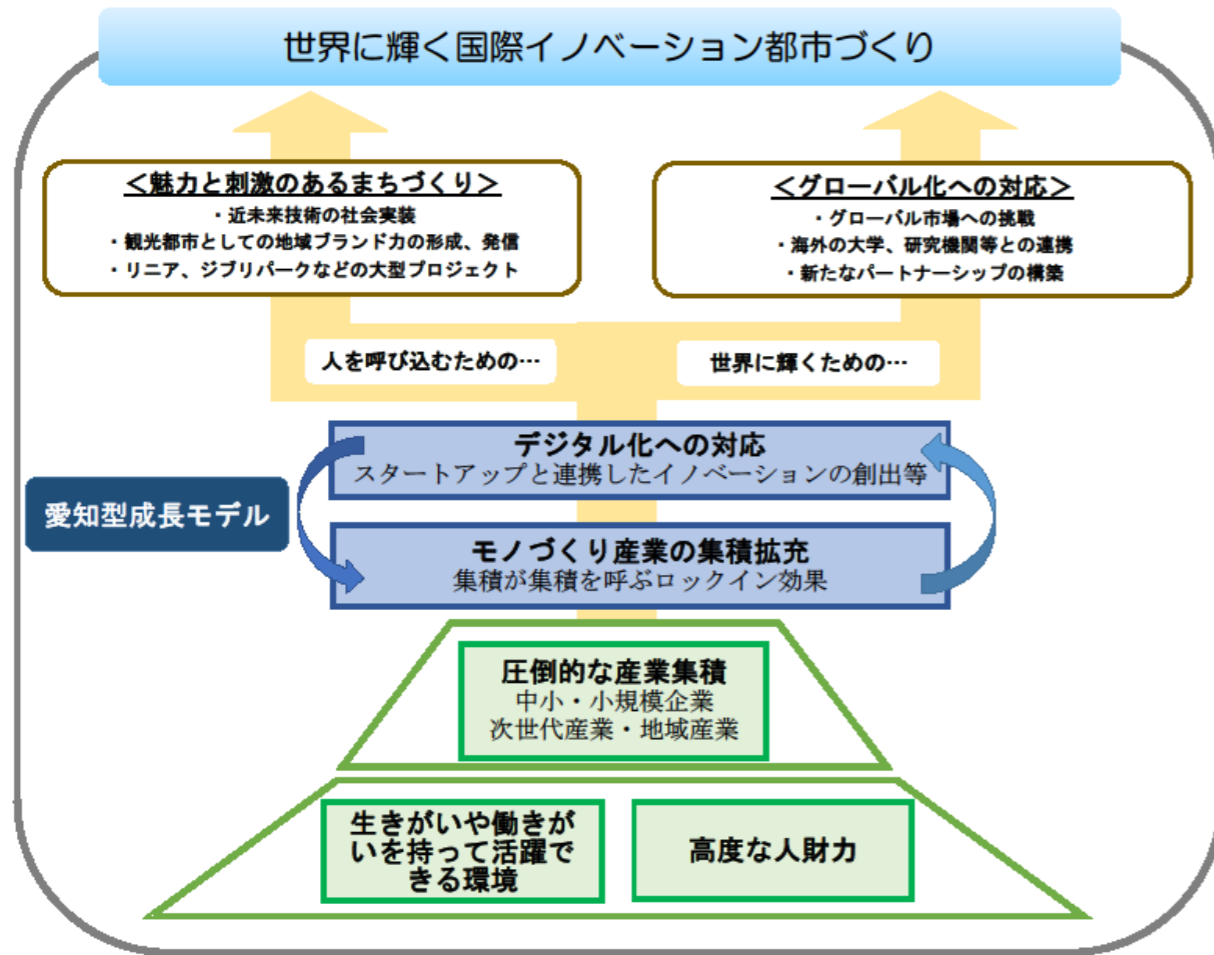 世界に輝く国際イノベーション都市づくり
＜魅力と刺激のあるまちづくり＞
・近未来技術の社会実装
・観光都市としての地域ブランド力の形成、発信
・リニア、ジブリパークなどの大型プロジェクト
＜グローバル化への対応＞
・グローバル市場への挑戦
・海外の大学、研究機関等との連携
・新たなパートナーシップの構築
人を呼び込むための…
世界に輝くための…
デジタル化への対応
スタートアップと連携したイノベーションの創出等
愛知型成長モデル
モノづくり産業の集積拡充
集積が集積を呼ぶロックイン効果
圧倒的な産業集積
中小・小規模企業
次世代産業・地域産業
生きがいや働きが
いを持って活躍で
きる環境
高度な人財力